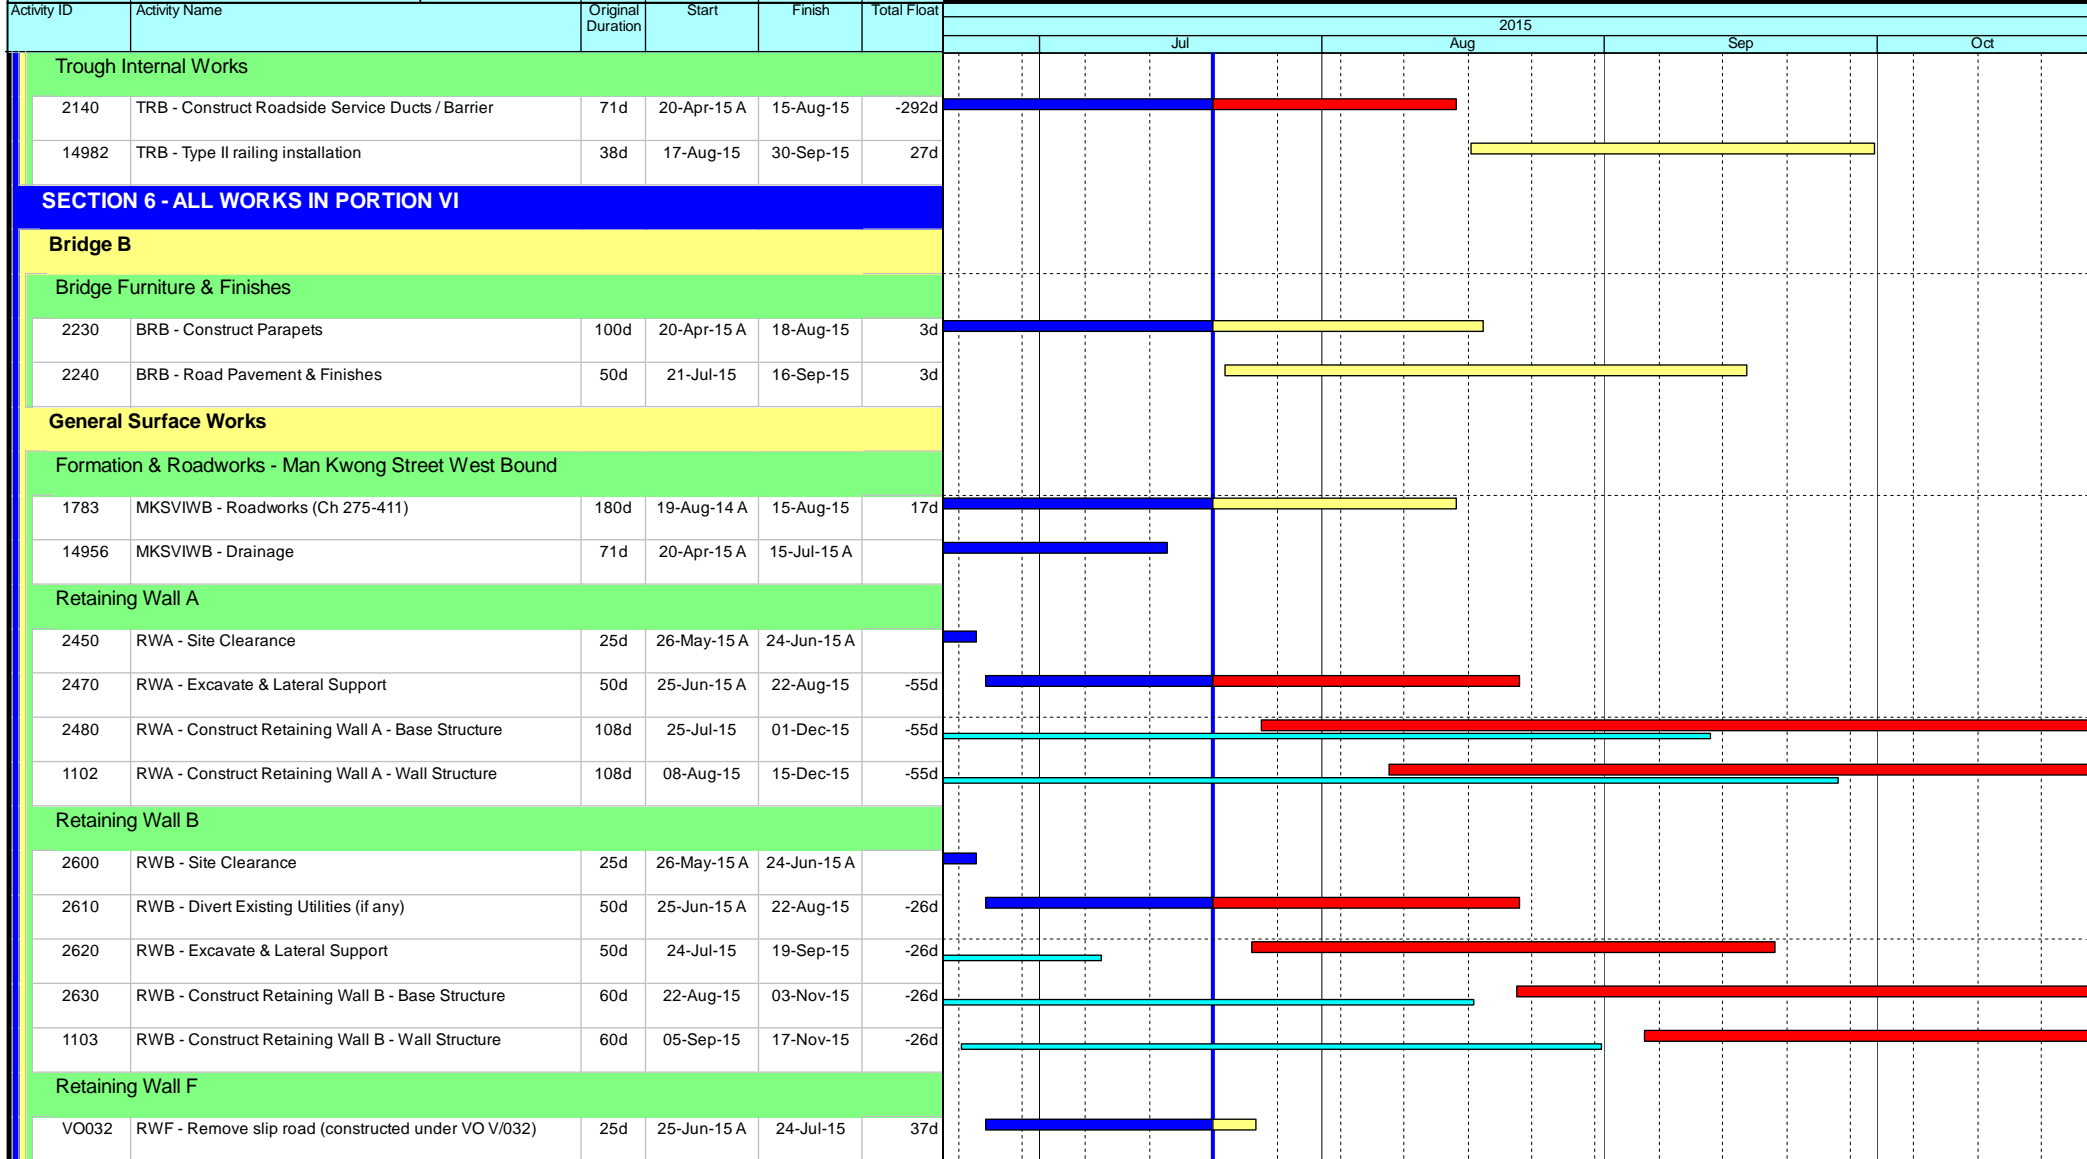 Activity ID Activity Name Original Duration Start Finish Total Float
2015
Jul Aug Sep Oct
Trough Internal Works
2140 TRB - Construct Roadside Service Ducts / Barrier 71d 20-Apr-15 A 15-Aug-15 -292d
14982 TRB - Type II railing installation 38d 17-Aug-15 30-Sep-15 27d
SECTION 6 - ALL WORKS IN PORTION VI
Bridge B
Bridge Furniture & Finishes
2230 BRB - Construct Parapets 100d 20-Apr-15 A 18-Aug-15 3d
2240 BRB - Road Pavement & Finishes 50d 21-Jul-15 16-Sep-15 3d
General Surface Works
Formation & Roadworks - Man Kwong Street West Bound
1783 MKSVIWB - Roadworks (Ch 275-411) 180d 19-Aug-14 A 15-Aug-15 17d
14956 MKSVIWB - Drainage 71d 20-Apr-15 A 15-Jul-15 A
Retaining Wall A
2450 RWA - Site Clearance 25d 26-May-15 A 24-Jun-15 A
2470 RWA - Excavate & Lateral Support 50d 25-Jun-15 A 22-Aug-15 -55d
2480 RWA - Construct Retaining Wall A - Base Structure 108d 25-Jul-15 01-Dec-15 -55d
1102 RWA - Construct Retaining Wall A - Wall Structure 108d 08-Aug-15 15-Dec-15 -55d
Retaining Wall B
2600 RWB - Site Clearance 25d 26-May-15 A 24-Jun-15 A
2610 RWB - Divert Existing Utilities (if any) 50d 25-Jun-15 A 22-Aug-15 -26d
2620 RWB - Excavate & Lateral Support 50d 24-Jul-15 19-Sep-15 -26d
2630 RWB - Construct Retaining Wall B - Base Structure 60d 22-Aug-15 03-Nov-15 -26d
1103 RWB - Construct Retaining Wall B - Wall Structure 60d 05-Sep-15 17-Nov-15 -26d
Retaining Wall F
VO032 RWF - Remove slip road (constructed under VO V/032) 25d 25-Jun-15 A 24-Jul-15 37d